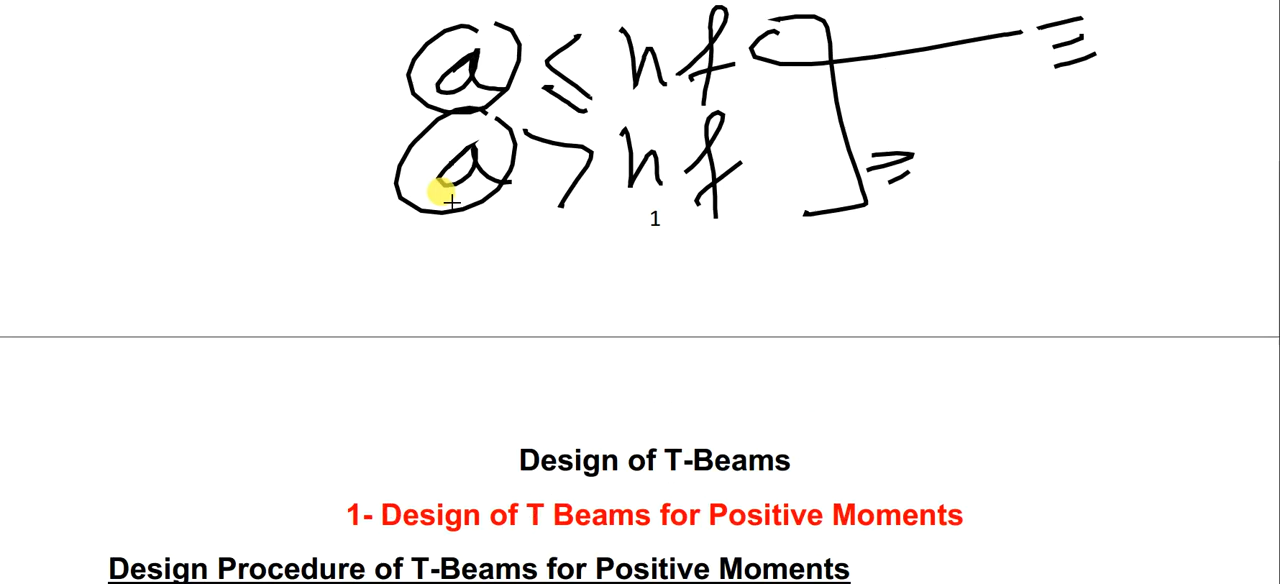 a ≤ hf
a > hf
1
Design of T-Beams
1- Design of T Beams for Positive Moments
Design Procedure of T-Beams for Positive Moments